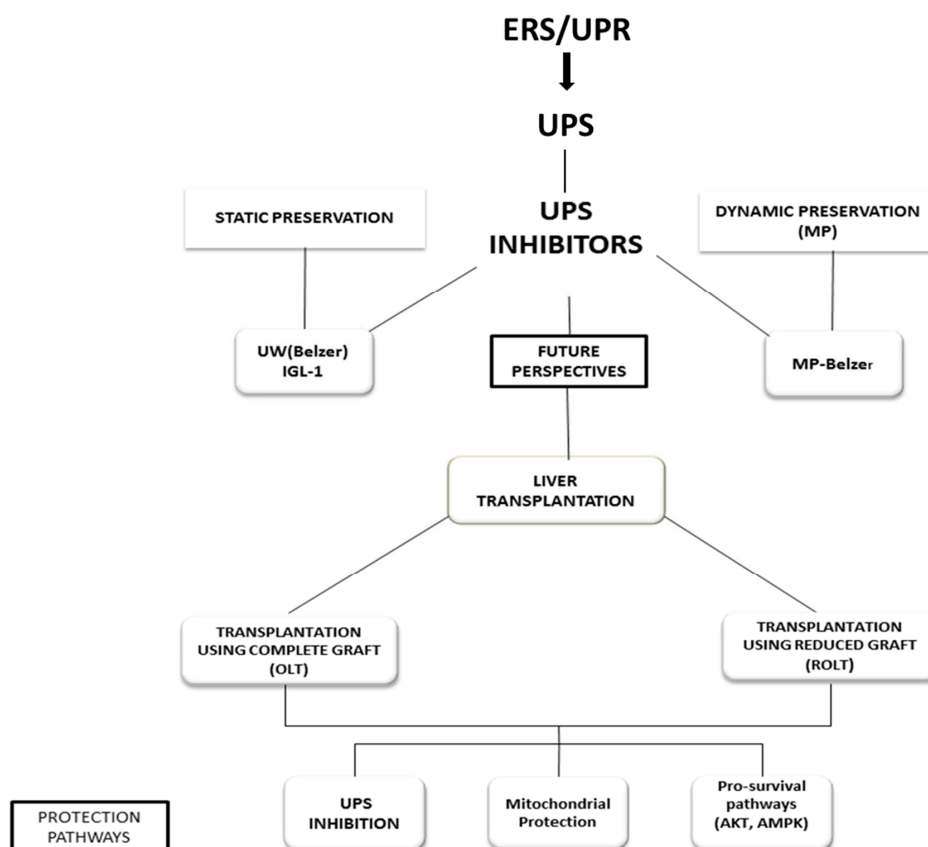 ERS/UPR
UPS
STATIC PRESERVATION
UPS
INHIBITORS
DYNAMIC PRESERVATION
(MP)
UW(Belzer)
IGL-1
FUTURE
PERSPECTIVES
MP-Belzer
LIVER
TRANSPLANTATION
TRANSPLANTATION
USING COMPLETE GRAFT
(OLT)
TRANSPLANTATION
USING REDUCED GRAFT
(ROLT)
UPS
INHIBITION
Mitochondrial
Protection
Pro-survival
pathways
(AKT, AMPK)
PROTECTION
PATHWAYS